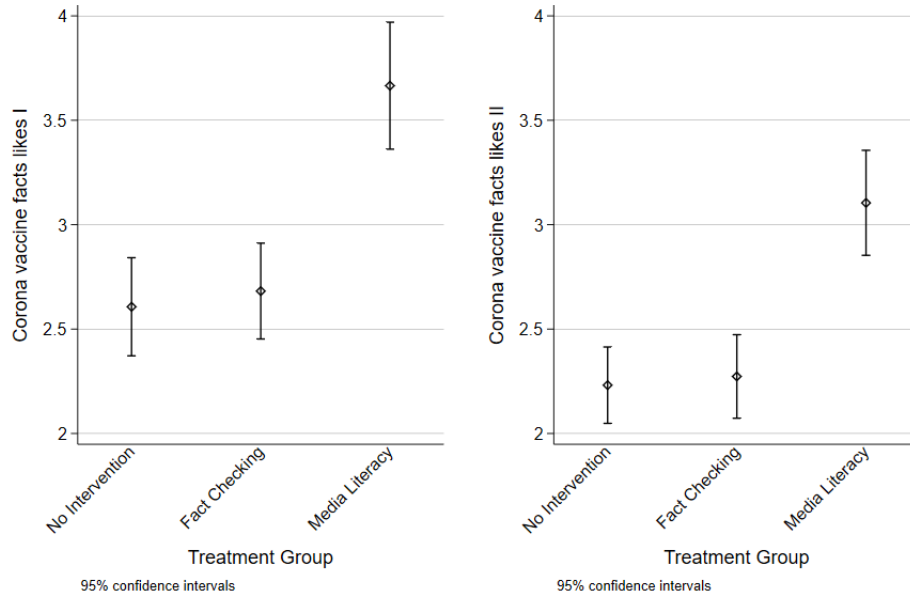 Corona vaccine facts likes I
4
3.5
3
2.5
2
No Intervention
Fact Checking
Media Literacy
Treatment Group
95% confidence intervals
Corona vaccine facts likes II
4
3.5
3
2.5
2
No Intervention
Fact Checking
Media Literacy
Treatment Group
95% confidence intervals